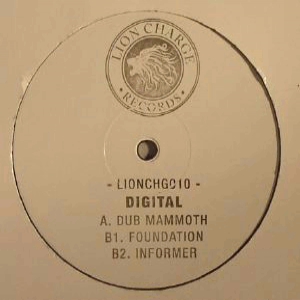 LION CHARGE
• RECORDS •
- LIONCHG010 -
DIGITAL
A. DUB MAMMOTH
B1. FOUNDATION
B2. INFORMER